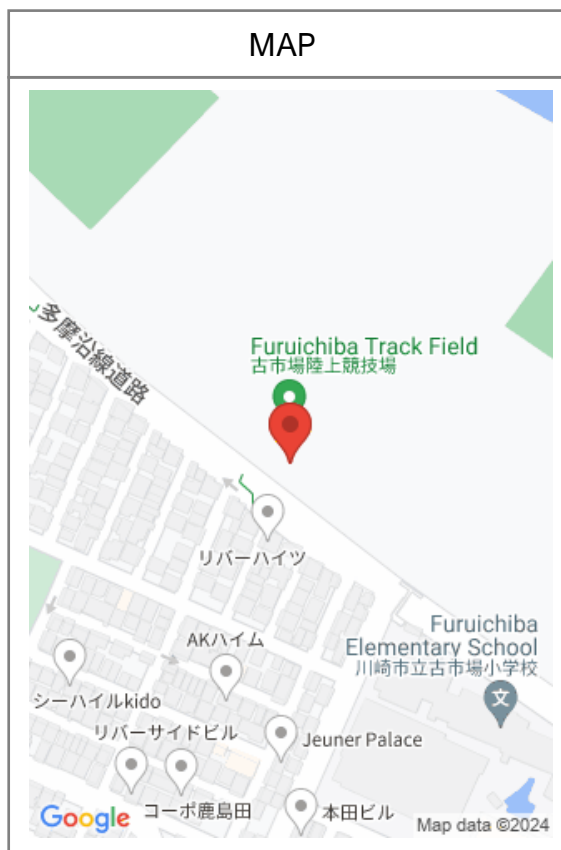 MAP
多摩沿線道路
Furuichiba Track Field
古市場陸上競技場
リバーハイツ
Furuichiba
Elementary School
川崎市立古市場小学校
文
AKハイム
シーハイルkido
リバーサイドビル
Jeuner Palace
コーポ鹿島田
本田ビル
Google
Map data ©2024